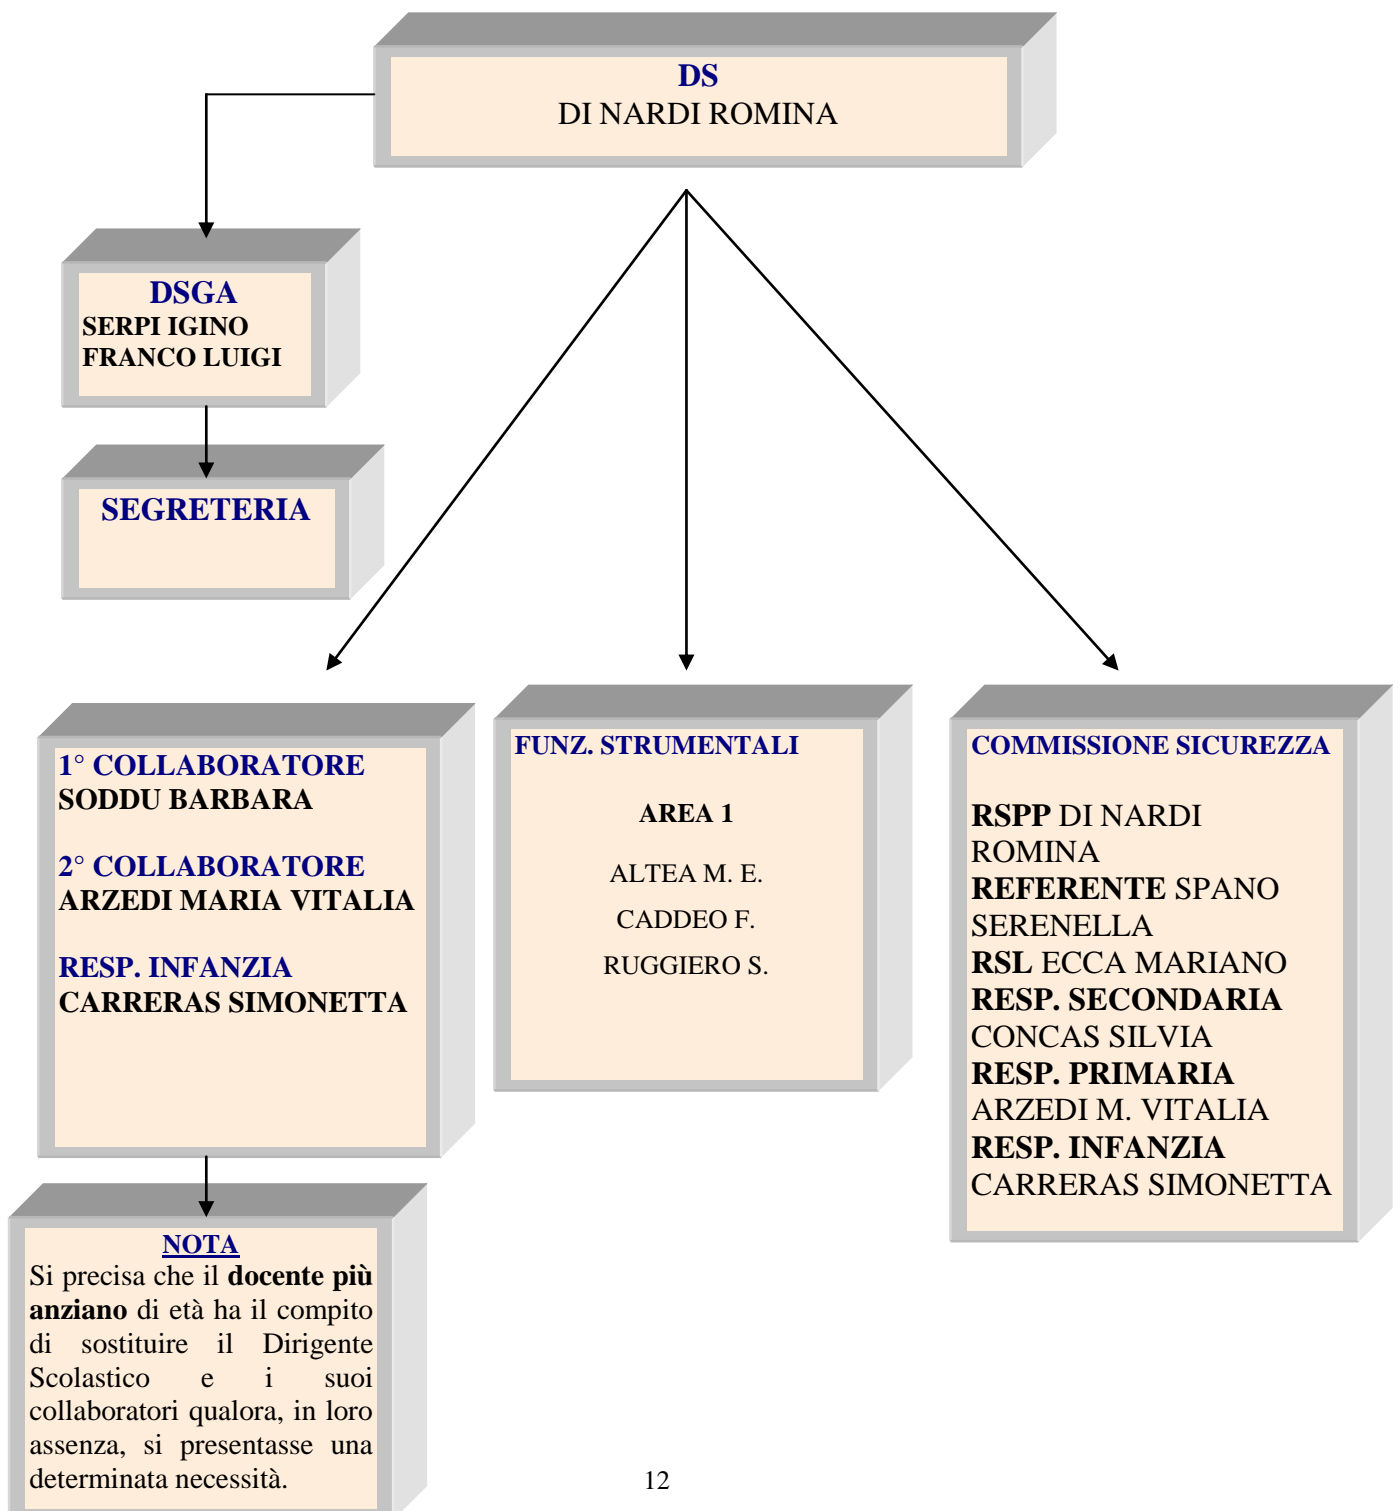 DS
DI NARDI ROMINA
DSGA
SERPI IGINO
FRANCO LUIGI
SEGRETERIA
1° COLLABORATORE
SODDU BARBARA
2° COLLABORATORE
ARZEDI MARIA VITALIA
RESP. INFANZIA
CARRERAS SIMONETTA
FUNZ. STRUMENTALI
AREA 1
ALTEA M. E.
CADDEO F.
RUGGIERO S.
COMMISSIONE SICUREZZA
RSPP DI NARDI
ROMINA
REFERENTE SPANO
SERENELLA
RSL ECCA MARIANO
RESP. SECONDARIA
CONCAS SILVIA
RESP. PRIMARIA
ARZEDI M. VITALIA
RESP. INFANZIA
CARRERAS SIMONETTA
NOTA
Si precisa che il docente più
anziano di età ha il compito
di sostituire il Dirigente
Scolastico e i suoi
collaboratori qualora, in loro
assenza, si presentasse una
determinata necessità.
12